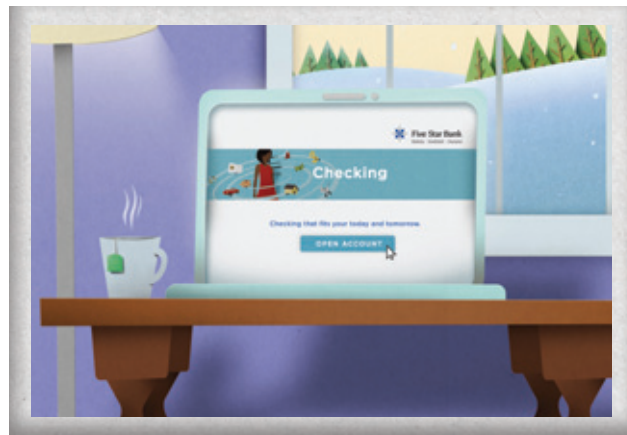 Five Star Bank
Checking
Checking that fits your today and tomorrow.
OPEN ACCOUNT